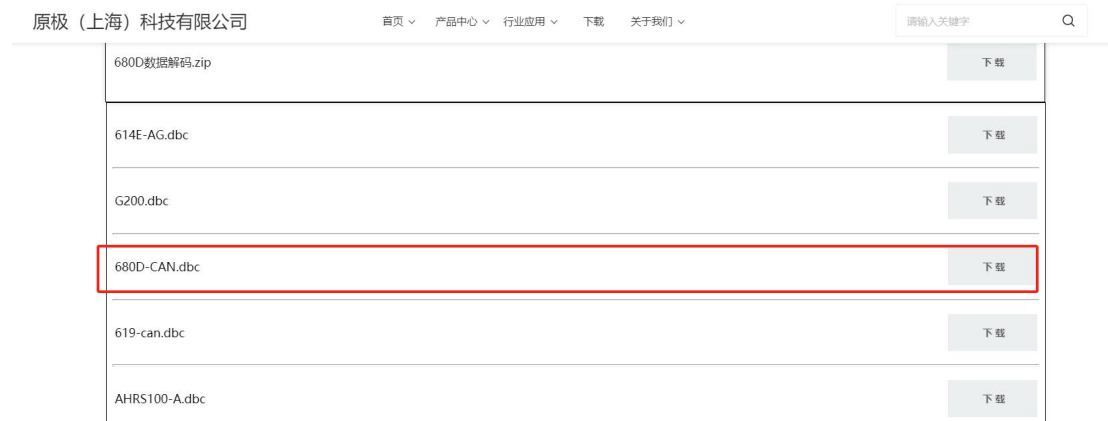 原极（上海）科技有限公司 首页 产品中心 行业应用 下载 关于我们 请输入关键字
680D数据解码.zip 下载
614E-AG.dbc 下载
G200.dbc 下载
680D-CAN.dbc 下载
619-can.dbc 下载
AHRS100-A.dbc 下载